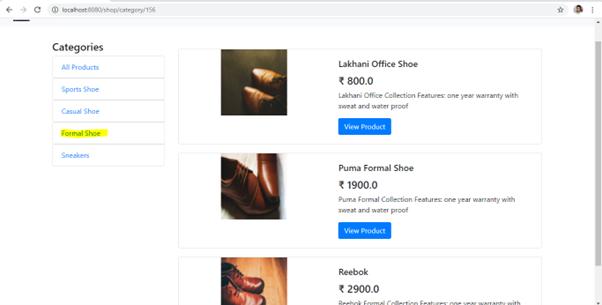 localhost:8080/shop/category/156
Categories
All Products
Sports Shoe
Casual Shoe
Formal Shoe
Sneakers
Lakhani Office Shoe
₹ 800.0
Lakhani Office Collection Features: one year warranty with
sweat and water proof
View Product
Puma Formal Shoe
₹ 1900.0
Puma Formal Collection Features: one year warranty with
sweat and water proof
View Product
Reebok
₹ 2900.0
Reebok Formal Collection Features: one year warranty with